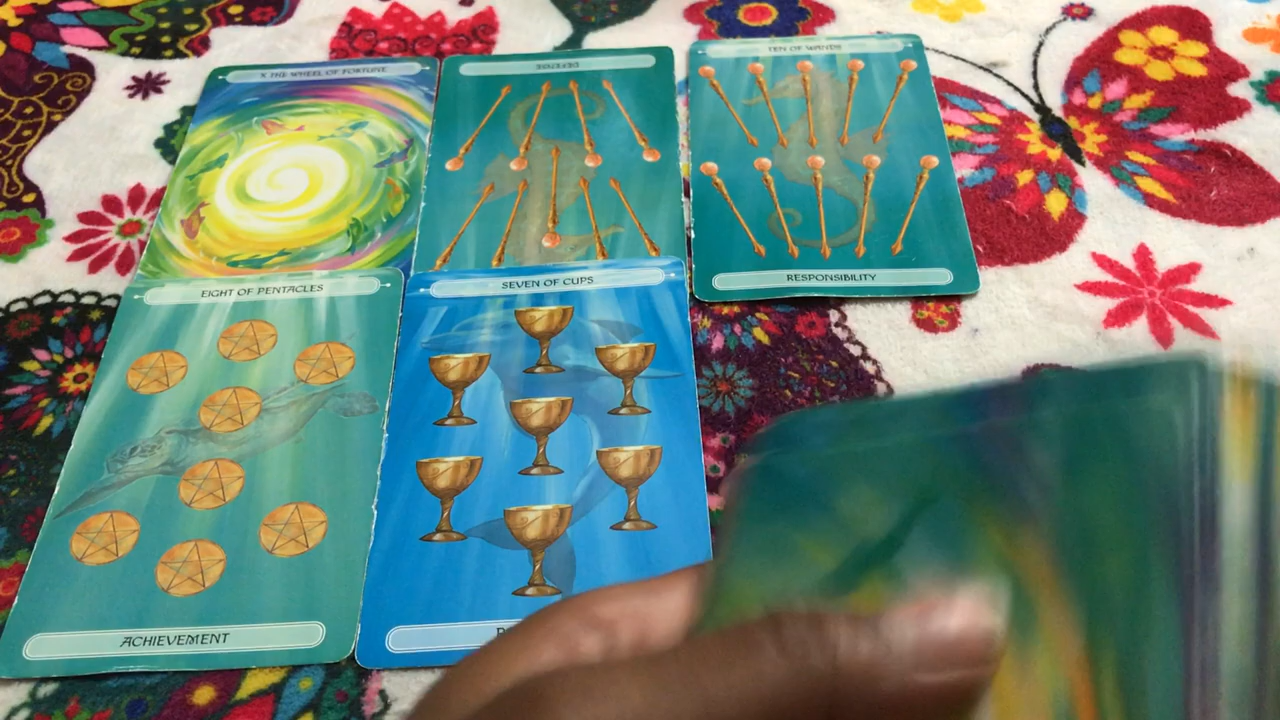 X THE WHEEL OF FORTUNE
DEFENSE
TEN OF WANDS
RESPONSIBILITY
EIGHT OF PENTACLES
SEVEN OF CUPS
ACHIEVEMENT